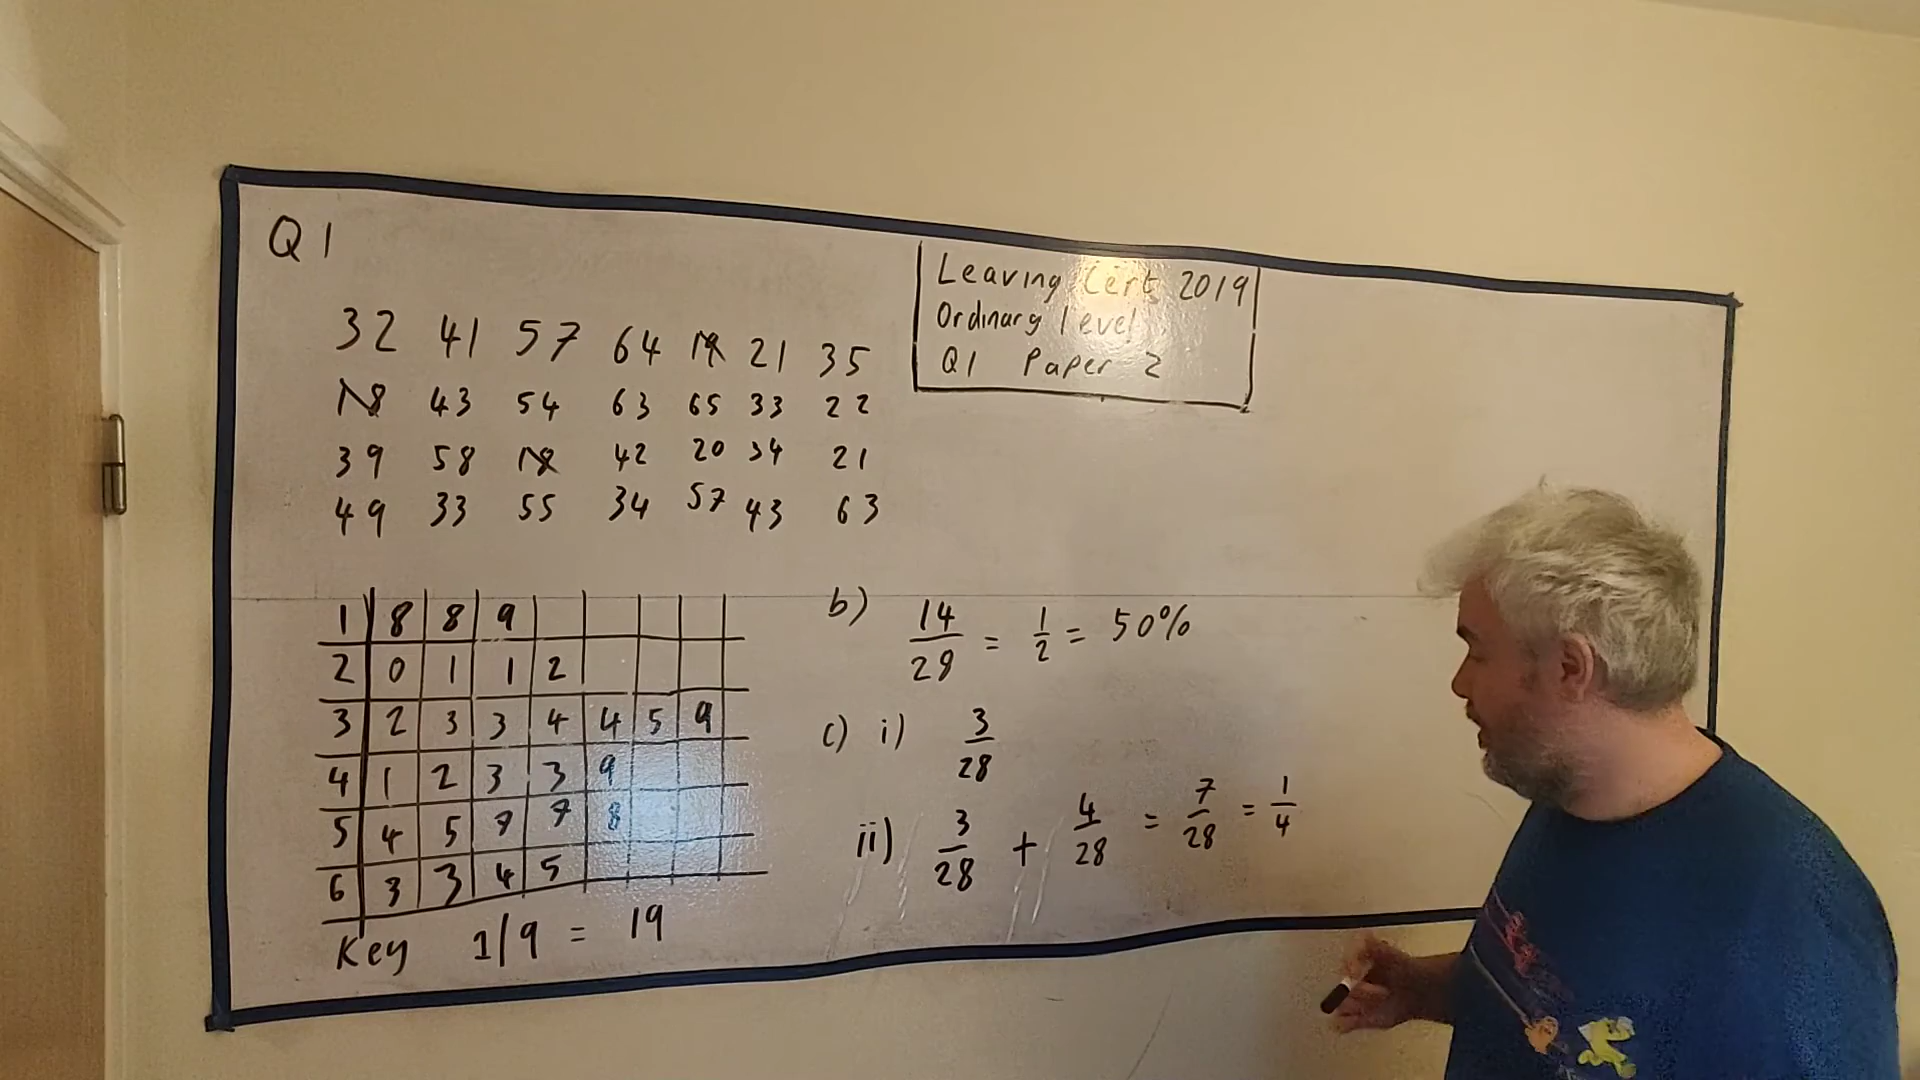 Q1
Leaving Cert 2019
Ordinary level
Q1 Paper 2
32 41 57 64 19 21 35
18 43 54 63 65 33 22
39 58 18 42 20 34 21
49 33 55 34 57 43 63
1 8 8 9
2 0 1 1 2
3 2 3 3 4 4 5 9
4 1 2 3 3 9
5 4 5 7 7 8
6 3 3 4 5
Key 1/9 = 19
b) 14/28 = 1/2 = 50%
c) i) 3/28
ii) 3/28 + 4/28 = 7/28 = 1/4